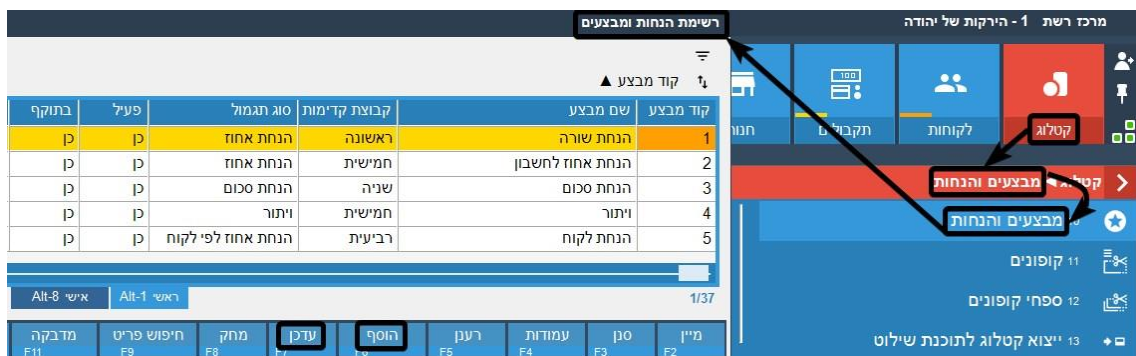 מרכז רשת 1 - הירקות של יהודה
רשימת הנחות ומבצעים
קטלוג
לקוחות
תקבולים
קטלוג ◄ מבצעים והנחות
מבצעים והנחות
11 קופונים
12 ספחי קופונים
13 ייצוא קטלוג לתוכנת שילוט
קוד מבצע ▲
קוד מבצע שם מבצע קבוצת קדימות סוג תגמול פעיל בתוקף
1 הנחת שורה ראשונה הנחת אחוז כן כן
2 הנחת אחוז לחשבון חמישית הנחת אחוז כן כן
3 הנחת סכום שניה הנחת סכום כן כן
4 ויתור חמישית ויתור כן כן
5 הנחת לקוח רביעית הנחת אחוז לפי לקוח כן כן
1/37
ראשי Alt-1 אישי Alt-8
מיין סנן עמודות רענן הוסף עדכן מחק חיפוש פריט מדבקה
F2 F3 F4 F5 F6 F7 F8 F9 F11